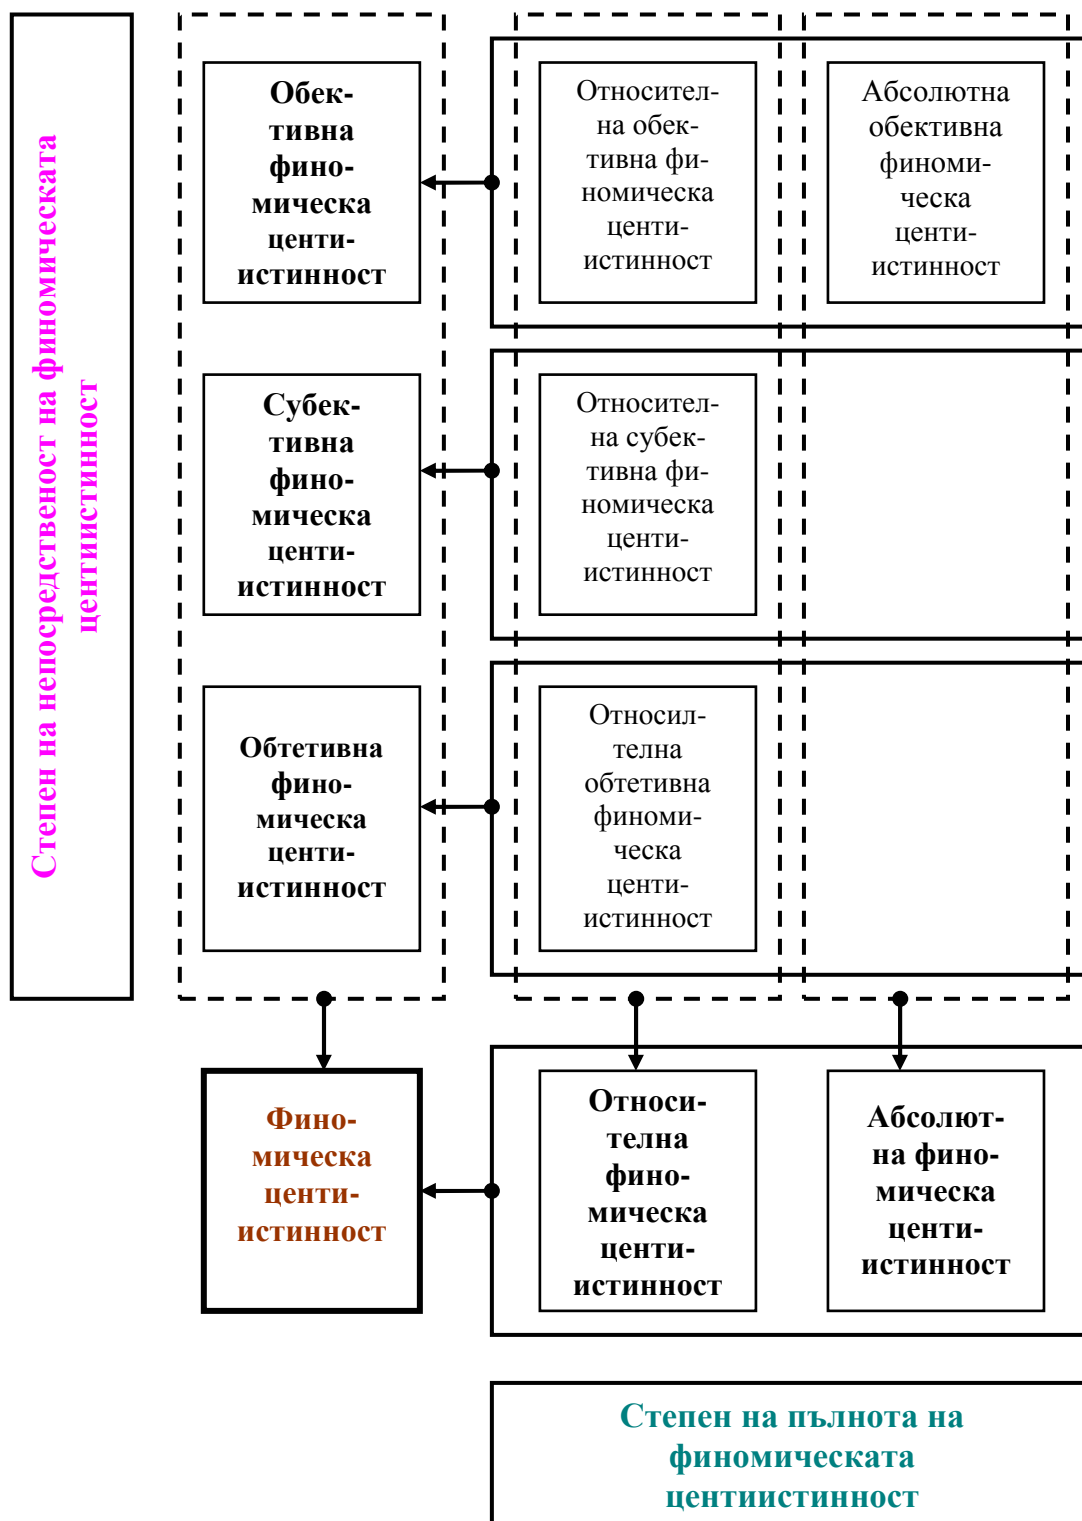 Степен на непосредственост на финомическата
центиистинност
Обек-
тивна
фино-
мическа
центи-
истинност
Относител-
на обек-
тивна фи-
номическа
центи-
истинност
Абсолютна
обективна
финоми-
ческа
центи-
истинност
Субек-
тивна
фино-
мическа
центи-
истинност
Относител-
на субек-
тивна фи-
номическа
центи-
истинност
Обтетивна
фино-
мическа
центи-
истинност
Относил-
телна
обтетивна
финоми-
ческа
центи-
истинност
Фино-
мическа
центи-
истинност
Относи-
телна
фино-
мическа
центи-
истинност
Абсолют-
на фино-
мическа
центи-
истинност
Степен на пълнота на
финомическата
центиистинност